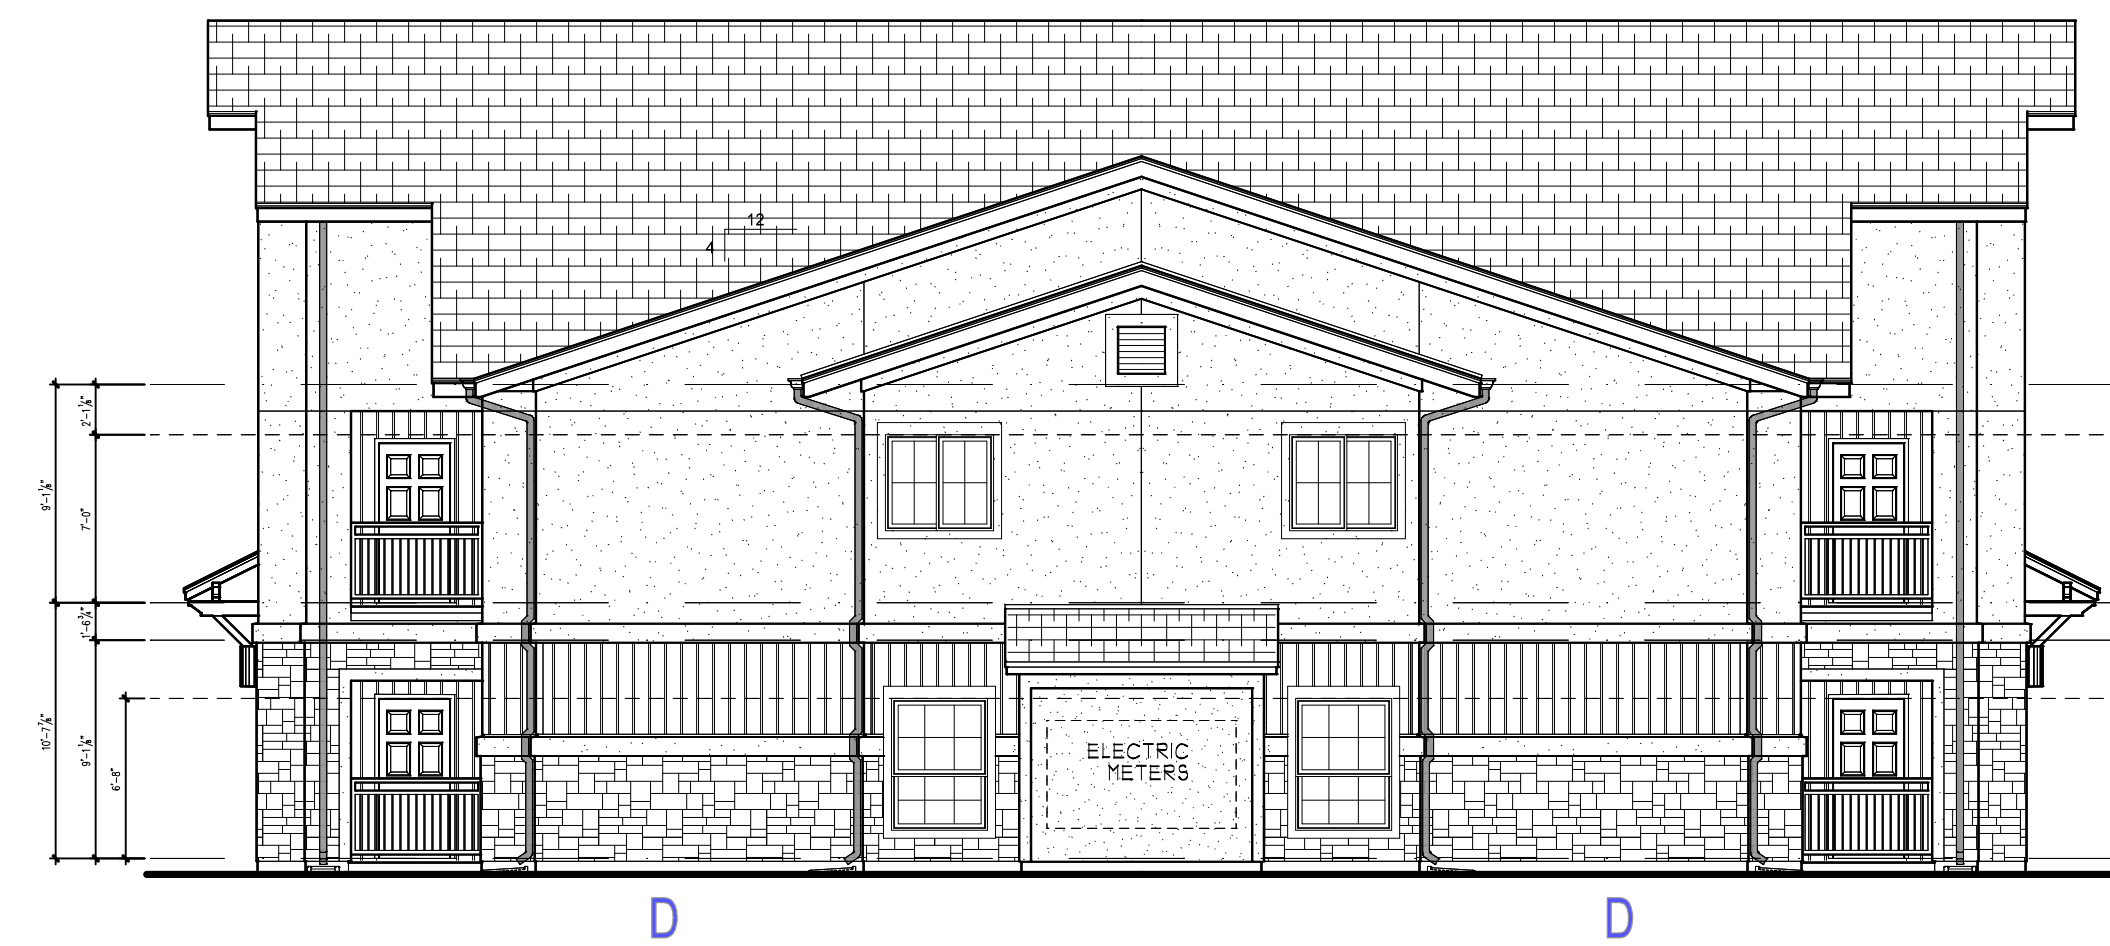 12
4
2'-1⅛"
9'-1⅛"
7'-0"
1'-6¾"
10'-7⅞"
9'-1⅛"
6'-8"
ELECTRIC
METERS
D
D